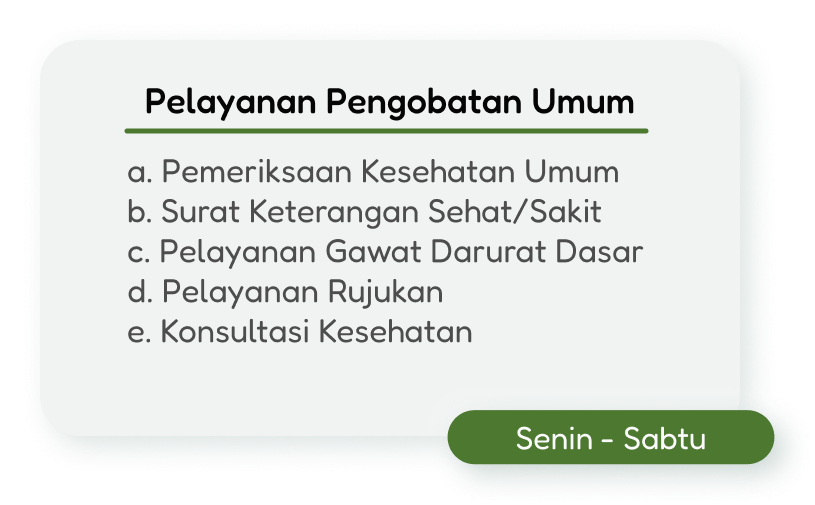 Pelayanan Pengobatan Umum
a. Pemeriksaan Kesehatan Umum
b. Surat Keterangan Sehat/Sakit
c. Pelayanan Gawat Darurat Dasar
d. Pelayanan Rujukan
e. Konsultasi Kesehatan
Senin - Sabtu